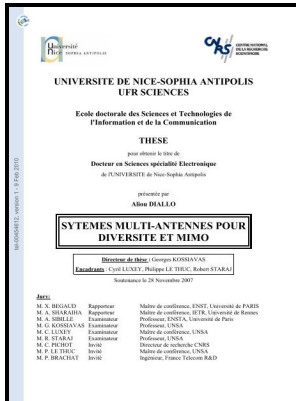 Université
Nice SOPHIA ANTIPOLIS
CNRS
CENTRE NATIONAL
DE LA RECHERCHE
SCIENTIFIQUE
UNIVERSITE DE NICE-SOPHIA ANTIPOLIS
UFR SCIENCES
Ecole doctorale des Sciences et Technologies de
l'Information et de la Communication
THESE
pour obtenir le titre de
Docteur en Sciences spécialité Electronique
de l'UNIVERSITE de Nice-Sophia Antipolis
présentée par
Aliou DIALLO
SYTEMES MULTI-ANTENNES POUR
DIVERSITE ET MIMO
Directeur de thèse : Georges KOSSIAVAS
Encadrants : Cyril LUXEY, Philippe LE THUC, Robert STARAJ
Soutenance le 28 Novembre 2007
Jury:
M. X. BEGAUD Rapporteur Maître de conférence, ENST, Université de PARIS
M. A. SHARAIHA Rapporteur Maître de conférence, IETR, Université de Rennes
M. A. SIBILLE Examinateur Professeur, ENSTA, Université de Paris
M. G. KOSSIAVAS Examinateur Professeur, UNSA
M. C. LUXEY Examinateur Maître de conférence, UNSA
M. R. STARAJ Examinateur Professeur, UNSA
M. C. PICHOT Invité Directeur de recherche CNRS
M. P. LE THUC Invité Maître de conférence, UNSA
M. P. BRACHAT Invité Ingénieur, France Telecom R&D
tel-00454612, version 1 - 9 Feb 2010